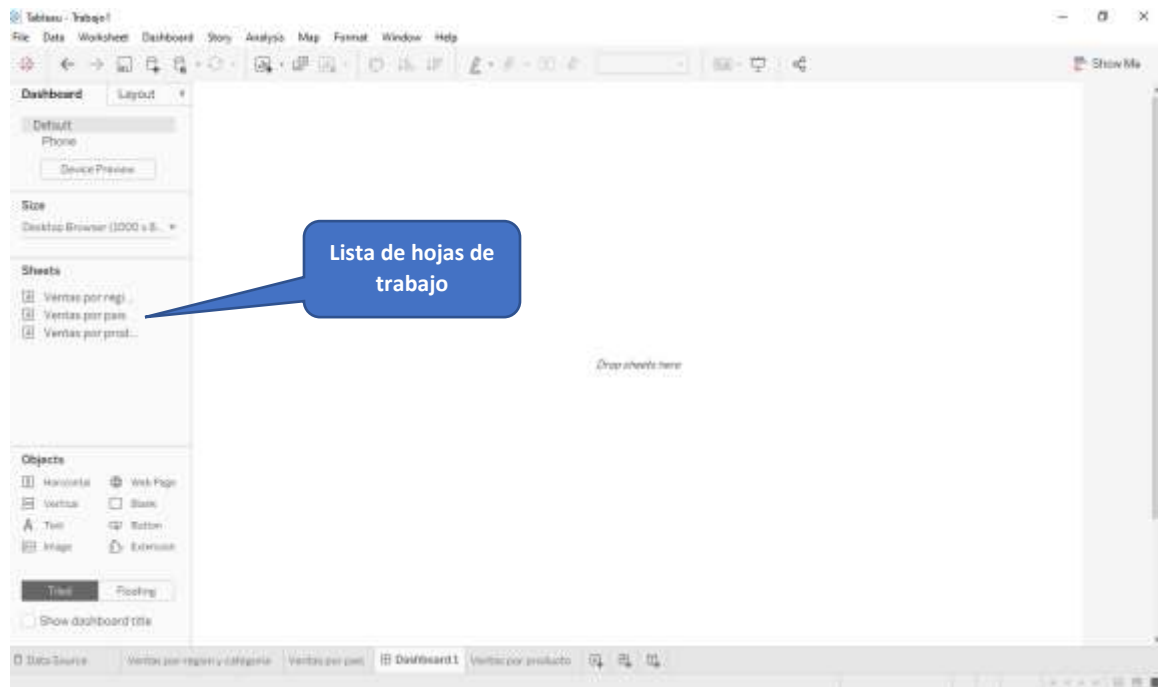 Tableau - Trabajo1
File Data Worksheet Dashboard Story Analysis Map Format Window Help
Show Me
Dashboard Layout
Default
Phone
Device Preview
Size
Desktop Browser (1000 x 8...
Sheets
Ventas por regi...
Ventas por pais
Ventas por prod...
Lista de hojas de
trabajo
Drop sheets here
Objects
Horizontal Web Page
Vertical Blank
Text Button
Image Extension
Tiled Floating
Show dashboard title
Data Source Ventas por region y categoria Ventas por pais Dashboard 1 Ventas por producto